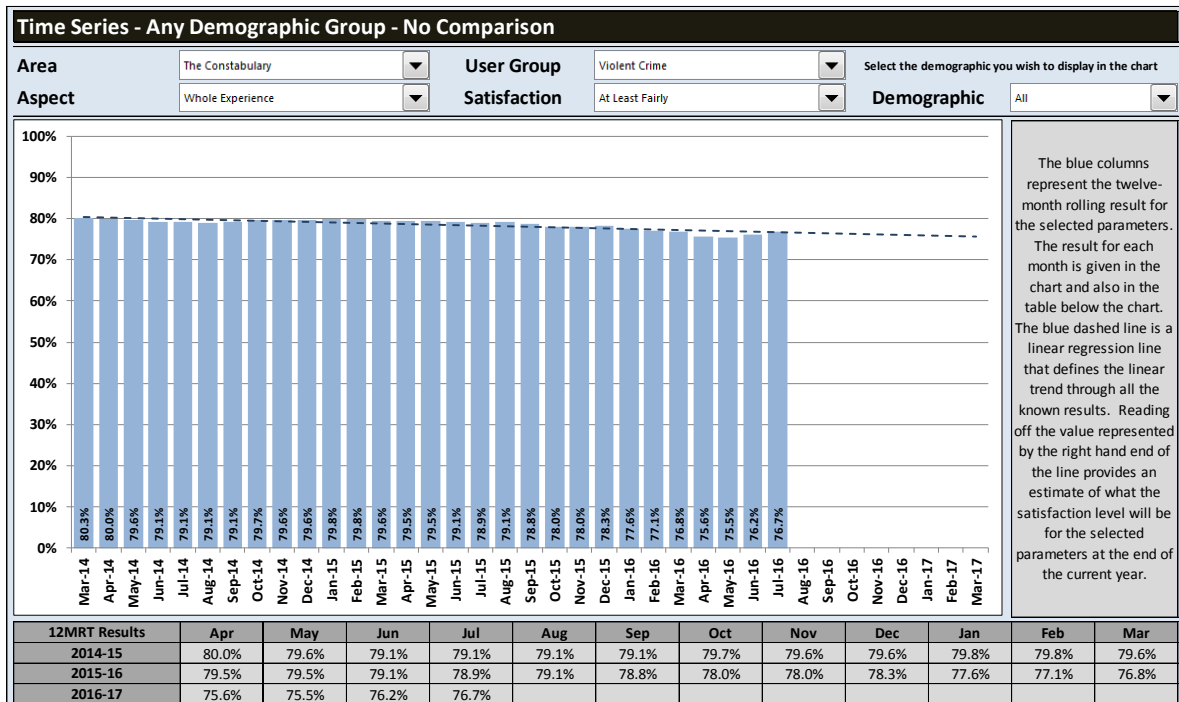 Time Series - Any Demographic Group - No Comparison
Area The Constabulary User Group Violent Crime Select the demographic you wish to display in the chart
Aspect Whole Experience Satisfaction At Least Fairly Demographic All
100%
90%
80%
70%
60%
50%
40%
30%
20%
10%
0%
80.3% 80.0% 79.6% 79.1% 79.1% 79.1% 79.1% 79.7% 79.6% 79.6% 79.8% 79.8% 79.6% 79.5% 79.5% 79.1% 78.9% 79.1% 78.8% 78.0% 78.0% 78.3% 77.6% 77.1% 76.8% 75.6% 75.5% 76.2% 76.7%
Mar-14 Apr-14 May-14 Jun-14 Jul-14 Aug-14 Sep-14 Oct-14 Nov-14 Dec-14 Jan-15 Feb-15 Mar-15 Apr-15 May-15 Jun-15 Jul-15 Aug-15 Sep-15 Oct-15 Nov-15 Dec-15 Jan-16 Feb-16 Mar-16 Apr-16 May-16 Jun-16 Jul-16 Aug-16 Sep-16 Oct-16 Nov-16 Dec-16 Jan-17 Feb-17 Mar-17
The blue columns
represent the twelve-
month rolling result for
the selected parameters.
The result for each
month is given in the
chart and also in the
table below the chart.
The blue dashed line is a
linear regression line
that defines the linear
trend through all the
known results. Reading
off the value represented
by the right hand end of
the line provides an
estimate of what the
satisfaction level will be
for the selected
parameters at the end of
the current year.
12MRT Results Apr May Jun Jul Aug Sep Oct Nov Dec Jan Feb Mar
2014-15 80.0% 79.6% 79.1% 79.1% 79.1% 79.1% 79.7% 79.6% 79.6% 79.8% 79.8% 79.6%
2015-16 79.5% 79.5% 79.1% 78.9% 79.1% 78.8% 78.0% 78.0% 78.3% 77.6% 77.1% 76.8%
2016-17 75.6% 75.5% 76.2% 76.7%